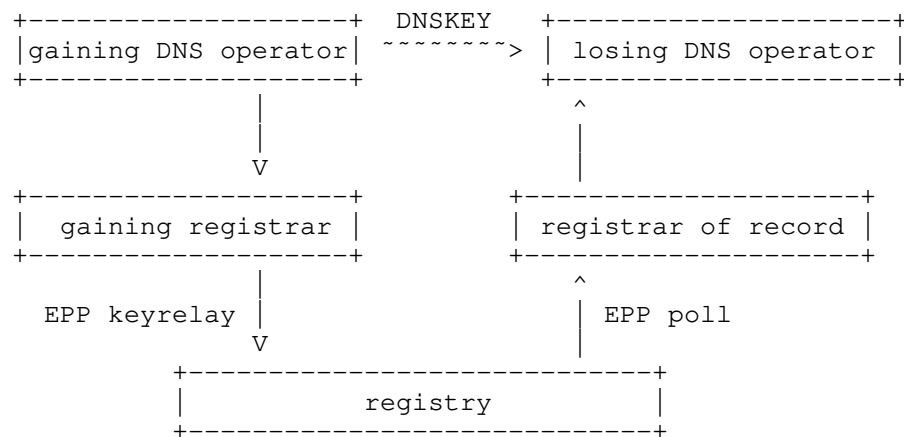 DNSKEY
gaining DNS operator ~~~~~~~~> losing DNS operator
^
V
gaining registrar registrar of record
^
EPP keyrelay EPP poll
V
registry